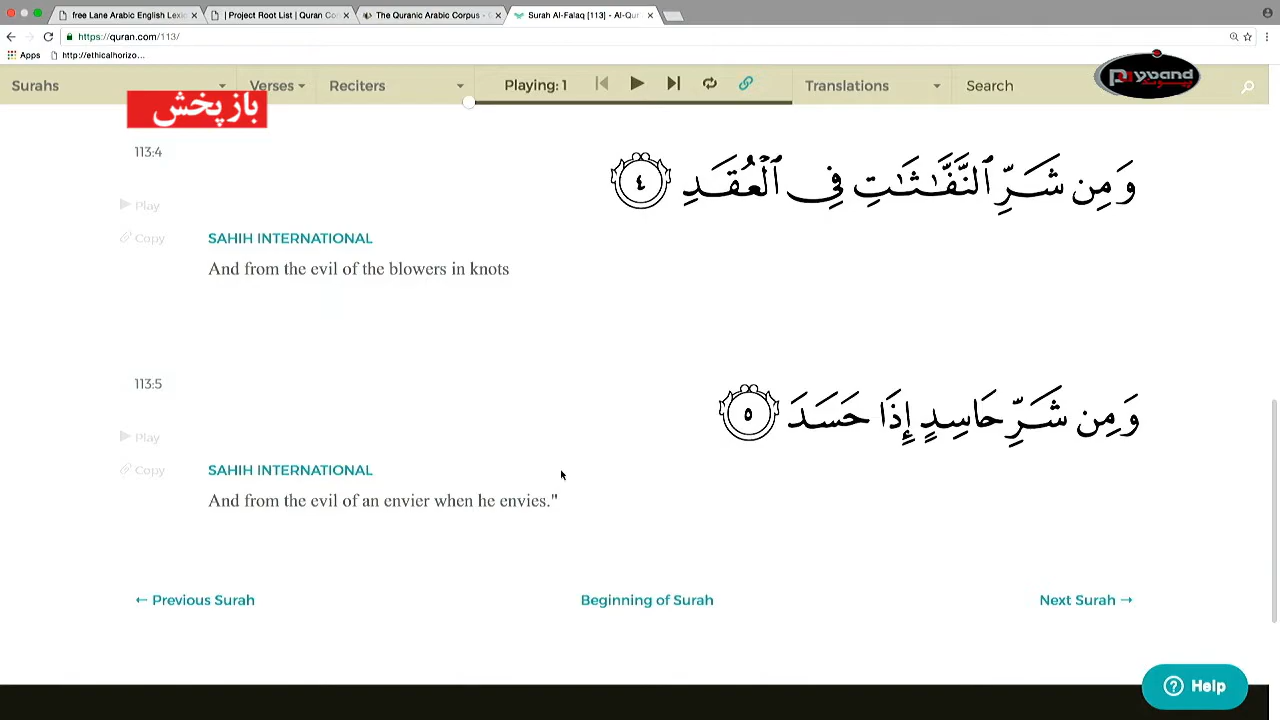 free Lane Arabic English Lexi
| Project Root List | Quran Co
The Quranic Arabic Corpus -
Surah Al-Falaq [113] - Al-Qur
https://quran.com/113/
Apps
http://ethicalhorizo...
Surahs
Verses
Reciters
Playing: 1
Translations
Search
Payvand
بازپخش
113:4
وَمِن شَرِّ ٱلنَّفَّـٰثَـٰتِ فِى ٱلْعُقَدِ ٤
Play
Copy
SAHIH INTERNATIONAL
And from the evil of the blowers in knots
113:5
وَمِن شَرِّ حَاسِدٍ إِذَا حَسَدَ ٥
Play
Copy
SAHIH INTERNATIONAL
And from the evil of an envier when he envies."
← Previous Surah
Beginning of Surah
Next Surah →
Help